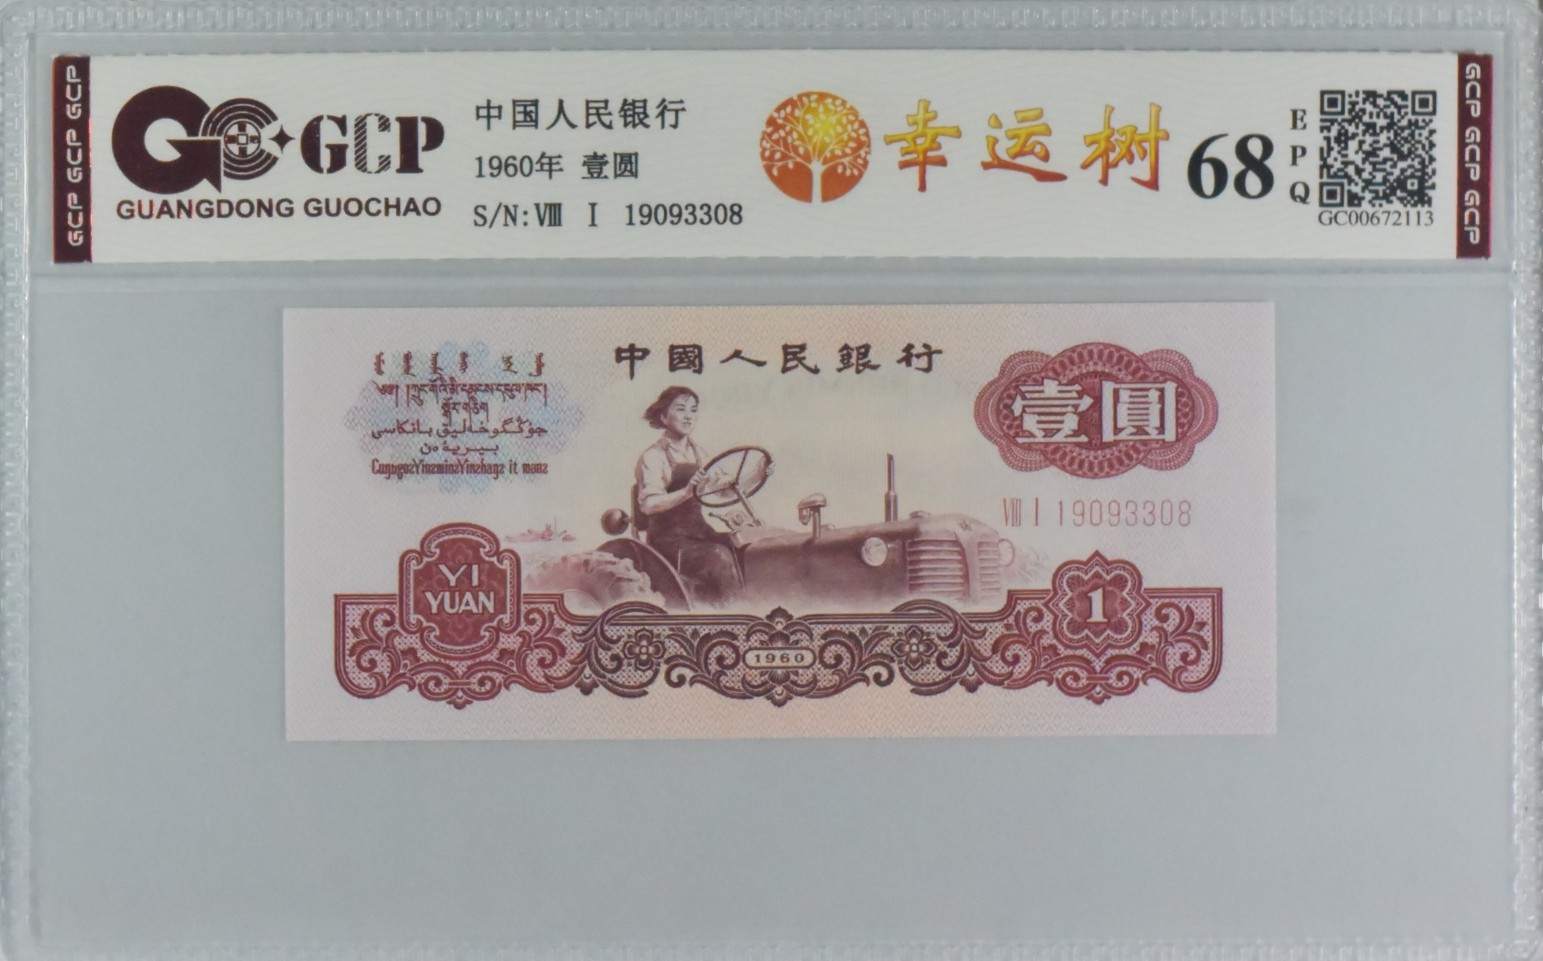 GCP GCP GCP
GCP
GUANGDONG GUOCHAO
中国人民银行
1960年 壹圆
S/N: Ⅷ Ⅰ 19093308
幸运树
68
EPQ
GC00672113
GCP GCP GCP
中國人民銀行
壹圓
Ⅷ Ⅰ 19093308
YI
YUAN
1960
1